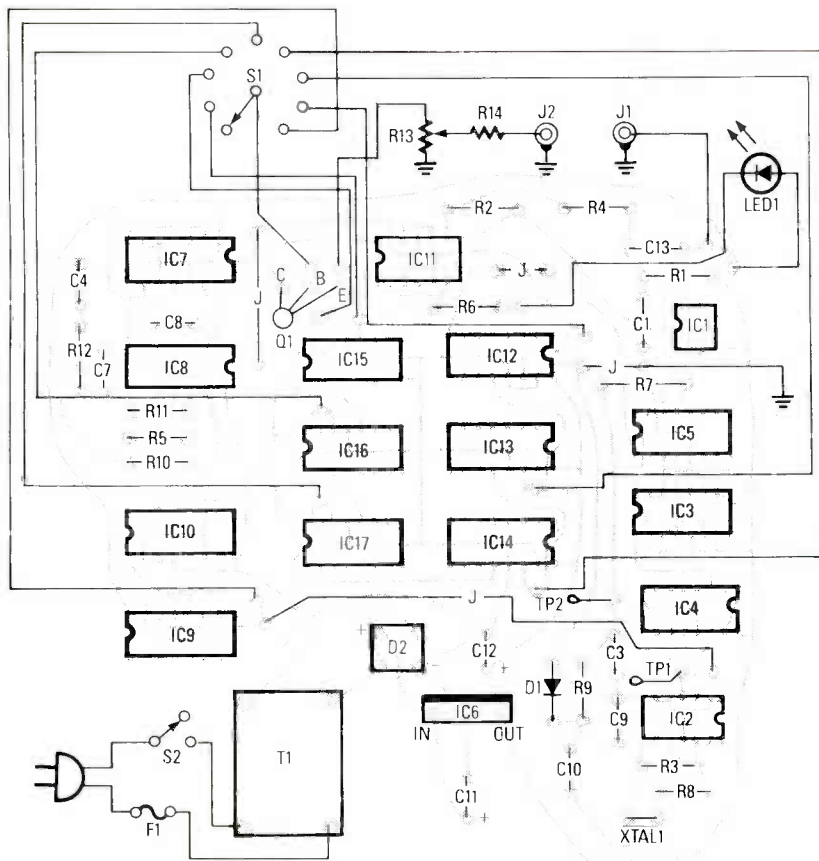 S1
R13
R14
J2
J1
LED1
R2
R4
C13
IC7
IC11
J
R1
C4
J
C
B
E
R6
C1
IC1
C8
Q1
R12
C7
IC8
IC15
IC12
J
R7
R11
R5
R10
IC16
IC13
IC5
IC10
IC17
IC14
IC3
J
TP2
IC4
IC9
+
D2
C12
+
C3
TP1
D1
R9
C9
IC2
IC6
IN
OUT
S2
T1
C10
R3
R8
C11
+
F1
XTAL1